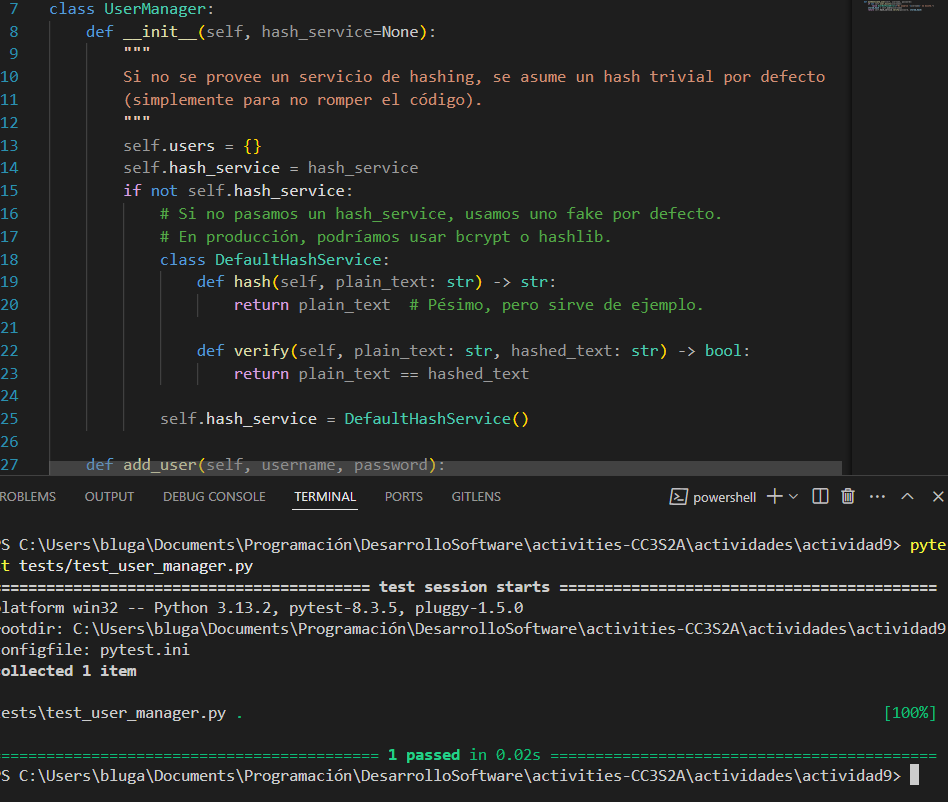 7 class UserManager:
8 def __init__(self, hash_service=None):
9 """
10 Si no se provee un servicio de hashing, se asume un hash trivial por defecto
11 (simplemente para no romper el código).
12 """
13 self.users = {}
14 self.hash_service = hash_service
15 if not self.hash_service:
16 # Si no pasamos un hash_service, usamos uno fake por defecto.
17 # En producción, podríamos usar bcrypt o hashlib.
18 class DefaultHashService:
19 def hash(self, plain_text: str) -> str:
20 return plain_text # Pésimo, pero sirve de ejemplo.
21
22 def verify(self, plain_text: str, hashed_text: str) -> bool:
23 return plain_text == hashed_text
24
25 self.hash_service = DefaultHashService()
26
27 def add_user(self, username, password):
ROBLEMS OUTPUT DEBUG CONSOLE TERMINAL PORTS GITLENS powershell
PS C:\Users\bluga\Documents\Programación\DesarrolloSoftware\activities-CC3S2A\actividades\actividad9> pyte
t tests/test_user_manager.py
========================================= test session starts =========================================
latform win32 -- Python 3.13.2, pytest-8.3.5, pluggy-1.5.0
ootdir: C:\Users\bluga\Documents\Programación\DesarrolloSoftware\activities-CC3S2A\actividades\actividad9
onfigfile: pytest.ini
ollected 1 item
ests\test_user_manager.py . [100%]
========================================== 1 passed in 0.02s ==========================================
PS C:\Users\bluga\Documents\Programación\DesarrolloSoftware\activities-CC3S2A\actividades\actividad9>